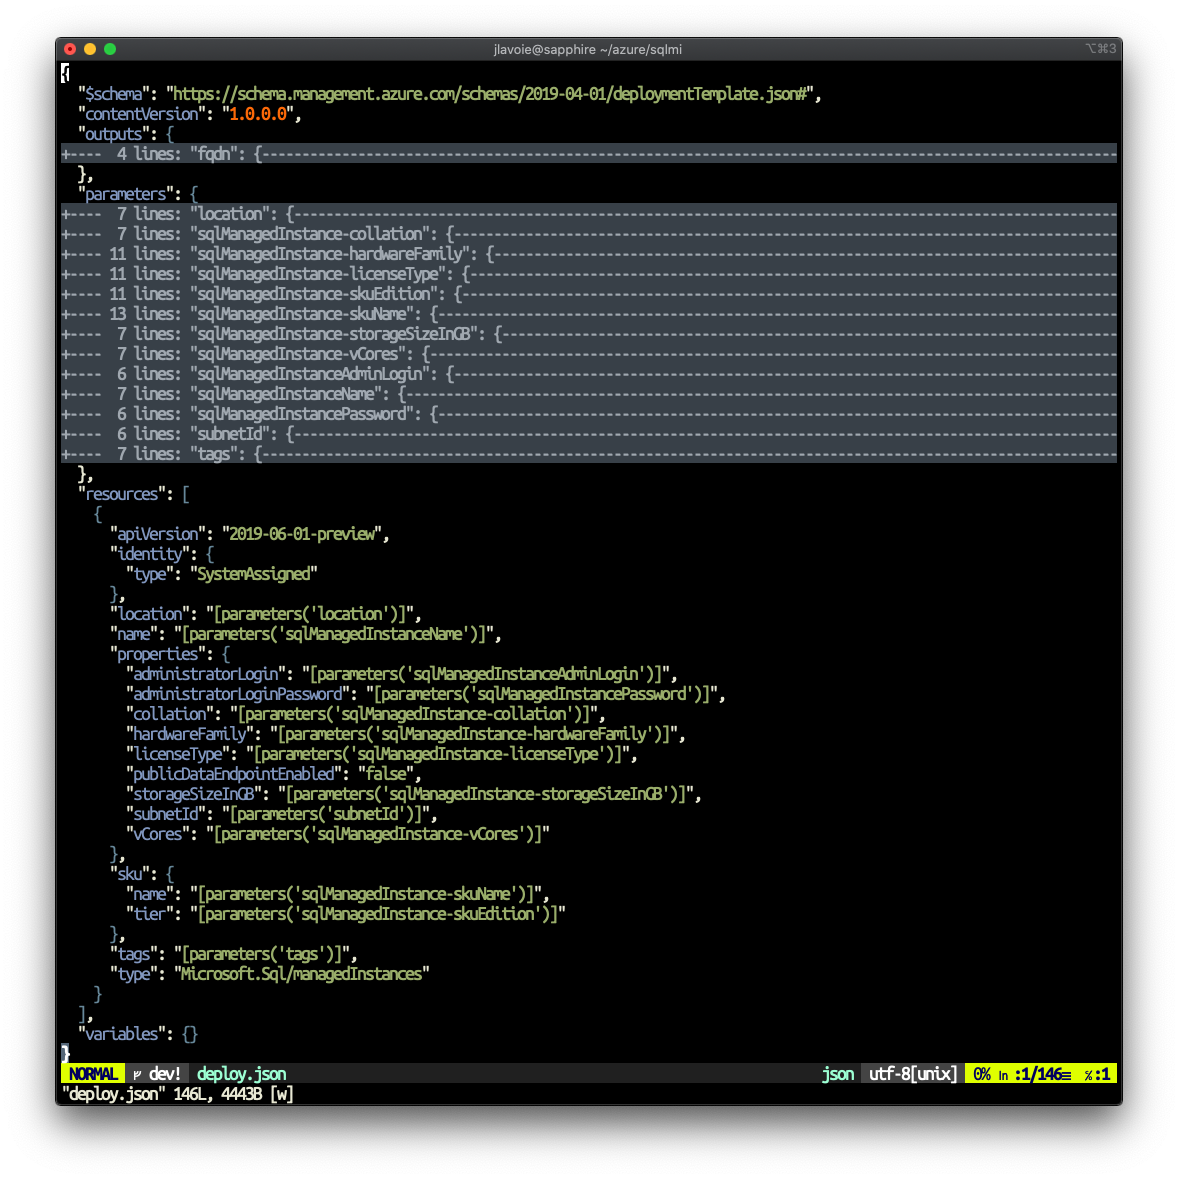 jlavoie@sapphire ~/azure/sqlmi ⌥⌘3
{
  "$schema": "https://schema.management.azure.com/schemas/2019-04-01/deploymentTemplate.json#",
  "contentVersion": "1.0.0.0",
  "outputs": {
+----  4 lines: "fqdn": {----------------------------------------------------------------------------------------------------------
  },
  "parameters": {
+----  7 lines: "location": {------------------------------------------------------------------------------------------------------
+----  7 lines: "sqlManagedInstance-collation": {----------------------------------------------------------------------------------
+---- 11 lines: "sqlManagedInstance-hardwareFamily": {-----------------------------------------------------------------------------
+---- 11 lines: "sqlManagedInstance-licenseType": {--------------------------------------------------------------------------------
+---- 11 lines: "sqlManagedInstance-skuEdition": {---------------------------------------------------------------------------------
+---- 13 lines: "sqlManagedInstance-skuName": {------------------------------------------------------------------------------------
+----  7 lines: "sqlManagedInstance-storageSizeInGB": {----------------------------------------------------------------------------
+----  7 lines: "sqlManagedInstance-vCores": {-------------------------------------------------------------------------------------
+----  6 lines: "sqlManagedInstanceAdminLogin": {----------------------------------------------------------------------------------
+----  7 lines: "sqlManagedInstanceName": {----------------------------------------------------------------------------------------
+----  6 lines: "sqlManagedInstancePassword": {------------------------------------------------------------------------------------
+----  6 lines: "subnetId": {------------------------------------------------------------------------------------------------------
+----  7 lines: "tags": {----------------------------------------------------------------------------------------------------------
  },
  "resources": [
    {
      "apiVersion": "2019-06-01-preview",
      "identity": {
        "type": "SystemAssigned"
      },
      "location": "[parameters('location')]",
      "name": "[parameters('sqlManagedInstanceName')]",
      "properties": {
        "administratorLogin": "[parameters('sqlManagedInstanceAdminLogin')]",
        "administratorLoginPassword": "[parameters('sqlManagedInstancePassword')]",
        "collation": "[parameters('sqlManagedInstance-collation')]",
        "hardwareFamily": "[parameters('sqlManagedInstance-hardwareFamily')]",
        "licenseType": "[parameters('sqlManagedInstance-licenseType')]",
        "publicDataEndpointEnabled": "false",
        "storageSizeInGB": "[parameters('sqlManagedInstance-storageSizeInGB')]",
        "subnetId": "[parameters('subnetId')]",
        "vCores": "[parameters('sqlManagedInstance-vCores')]"
      },
      "sku": {
        "name": "[parameters('sqlManagedInstance-skuName')]",
        "tier": "[parameters('sqlManagedInstance-skuEdition')]"
      },
      "tags": "[parameters('tags')]",
      "type": "Microsoft.Sql/managedInstances"
    }
  ],
  "variables": {}
}
NORMAL ᚠ dev! deploy.json json utf-8[unix] 0% ㏑ :1/146≡ ℅:1
"deploy.json" 146L, 4443B [w]